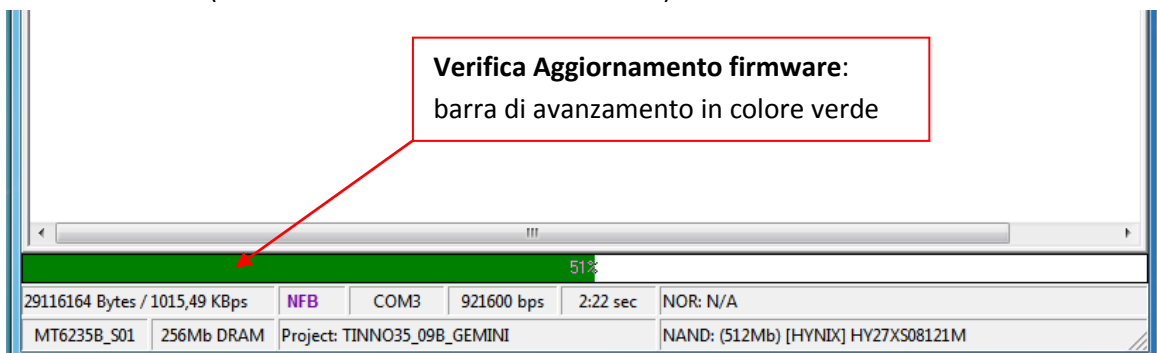 Verifica Aggiornamento firmware:
barra di avanzamento in colore verde
51%
29116164 Bytes / 1015,49 KBps NFB COM3 921600 bps 2:22 sec NOR: N/A
MT6235B_S01 256Mb DRAM Project: TINNO35_09B_GEMINI NAND: (512Mb) [HYNIX] HY27XS08121M